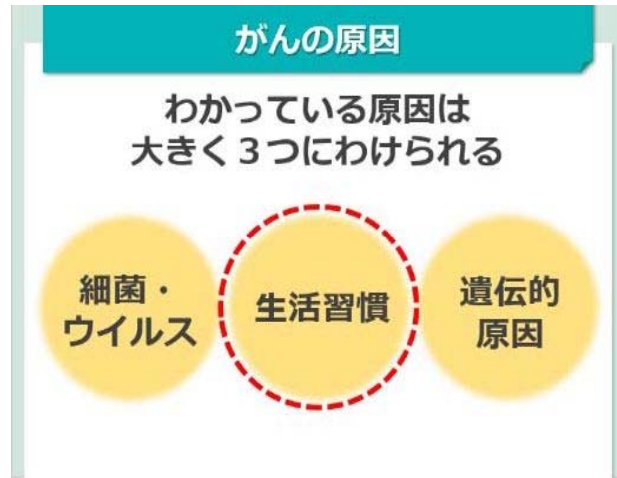 がんの原因
わかっている原因は
大きく３つにわけられる
細菌・
ウイルス
生活習慣
遺伝的
原因